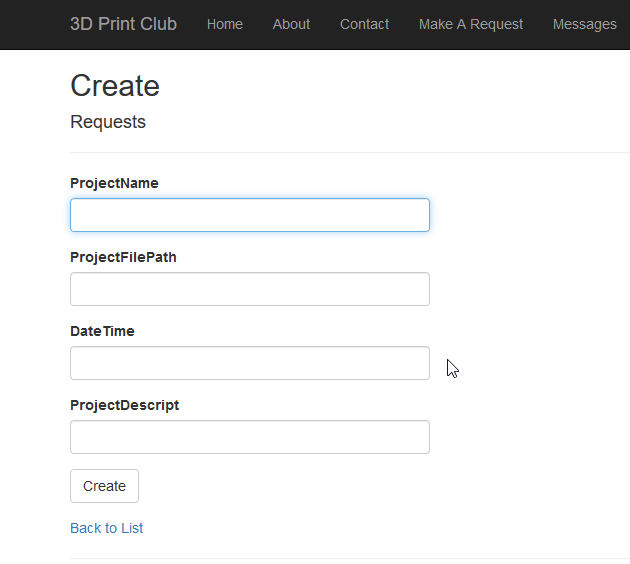 3D Print Club Home About Contact Make A Request Messages
Create
Requests
ProjectName
ProjectFilePath
DateTime
ProjectDescript
Create
Back to List